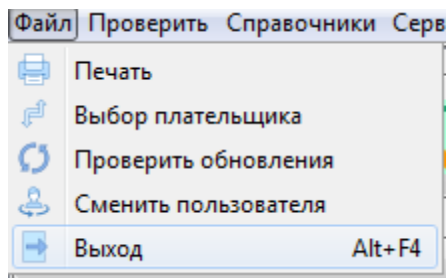 Файл Проверить Справочники Серв
Печать
Выбор плательщика
Проверить обновления
Сменить пользователя
Выход Alt+F4